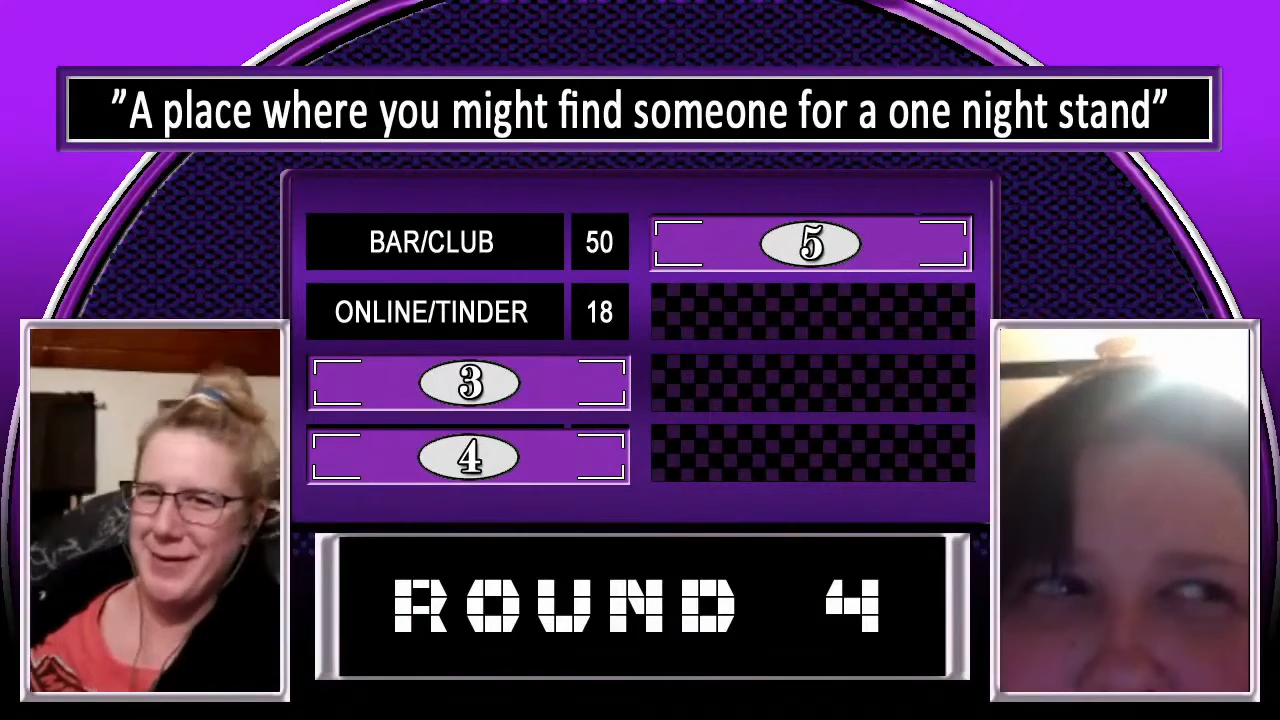 "A place where you might find someone for a one night stand"
BAR/CLUB 50
5
ONLINE/TINDER 18
3
4
ROUND 4